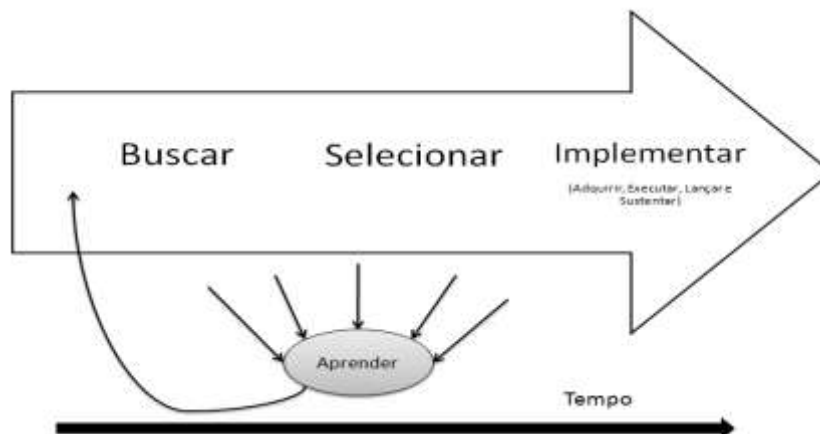 Buscar
Selecionar
Implementar
(Adquirir, Executar, Lançar e
Sustentar)
Aprender
Tempo